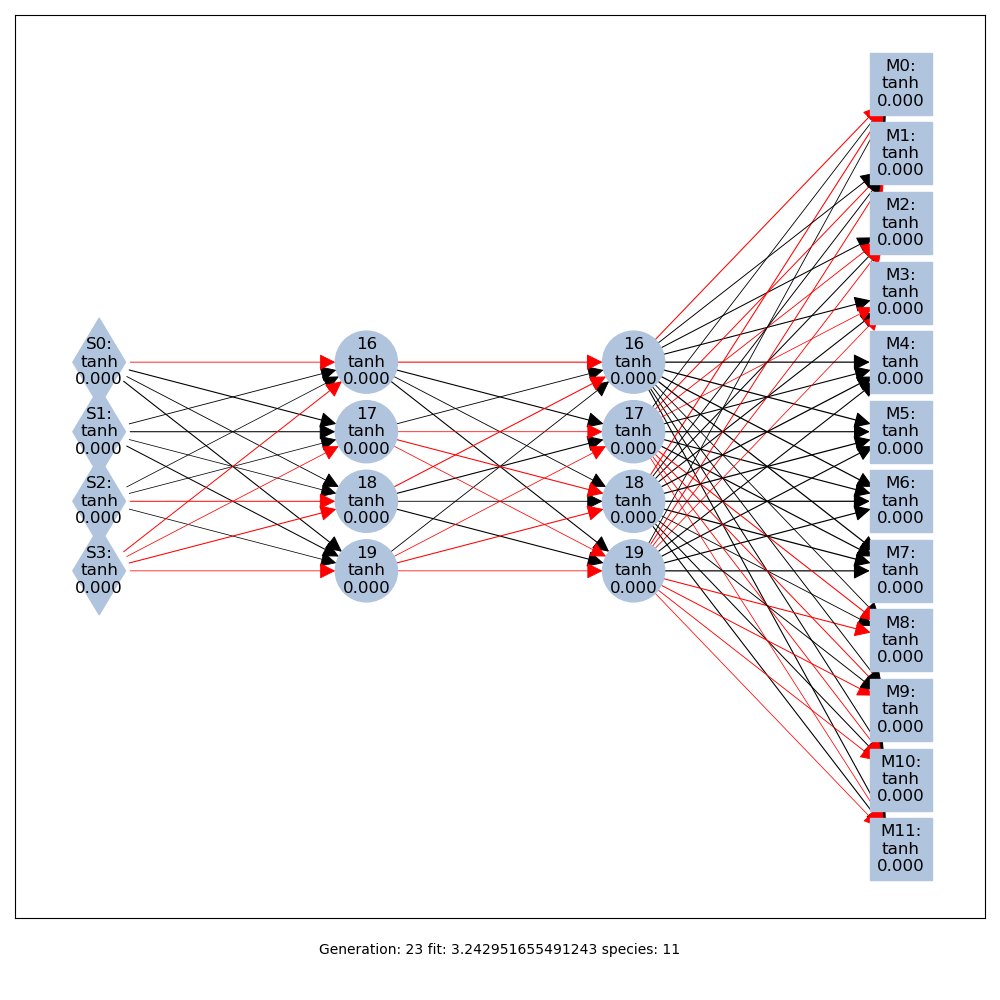 S0:
tanh
0.000
S1:
tanh
0.000
S2:
tanh
0.000
S3:
tanh
0.000
16
tanh
0.000
17
tanh
0.000
18
tanh
0.000
19
tanh
0.000
16
tanh
0.000
17
tanh
0.000
18
tanh
0.000
19
tanh
0.000
M0:
tanh
0.000
M1:
tanh
0.000
M2:
tanh
0.000
M3:
tanh
0.000
M4:
tanh
0.000
M5:
tanh
0.000
M6:
tanh
0.000
M7:
tanh
0.000
M8:
tanh
0.000
M9:
tanh
0.000
M10:
tanh
0.000
M11:
tanh
0.000
Generation: 23 fit: 3.242951655491243 species: 11